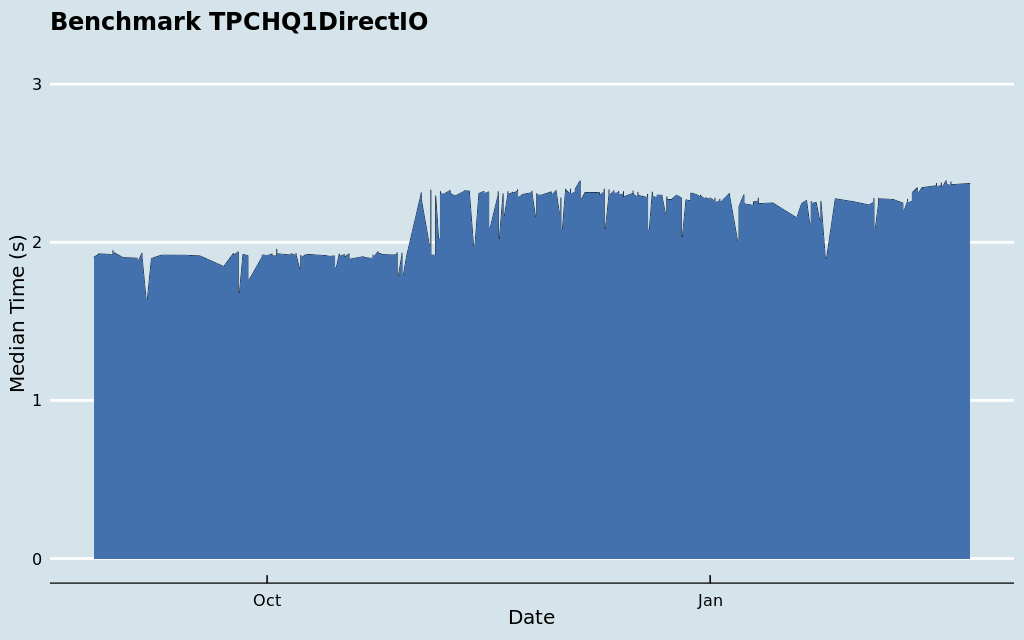 Benchmark TPCHQ1DirectIO
Median Time (s)
3
2
1
0
Oct
Jan
Date